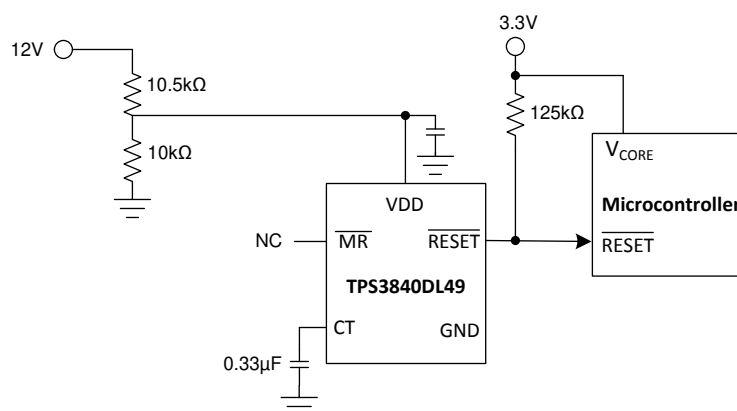 3.3V
12V
10.5kΩ
125kΩ
10kΩ
VCORE
VDD
Microcontroller
NC
MR
RESET
RESET
TPS3840DL49
CT
GND
0.33µF